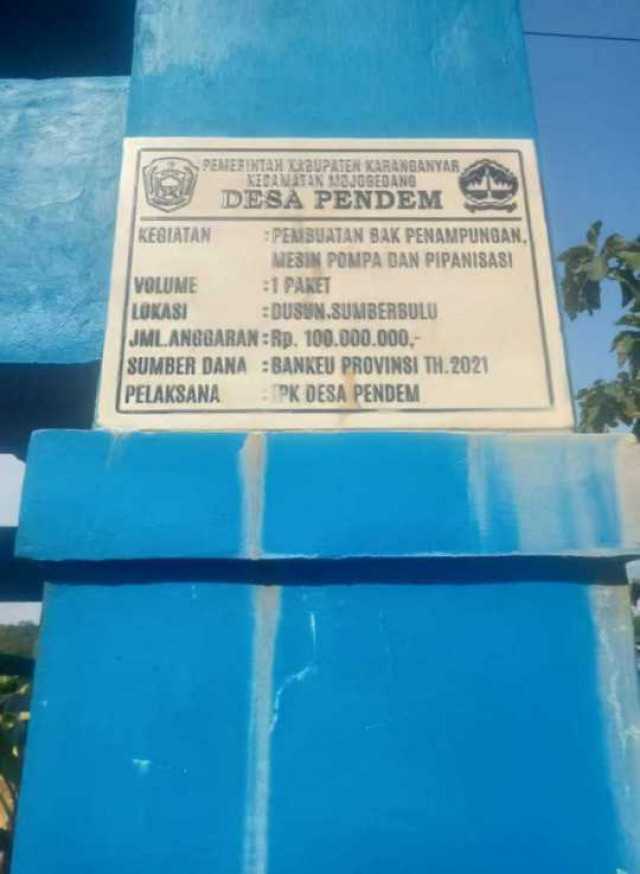 PEMERINTAH KABUPATEN KARANGANYAR
KECAMATAN MOJOGEDANG
DESA PENDEM
KEGIATAN : PEMBUATAN BAK PENAMPUNGAN,
MESIN POMPA DAN PIPANISASI
VOLUME : 1 PAKET
LOKASI : DUSUN.SUMBERBULU
JML.ANGGARAN : Rp. 100.000.000,-
SUMBER DANA : BANKEU PROVINSI TH.2021
PELAKSANA : TPK DESA PENDEM